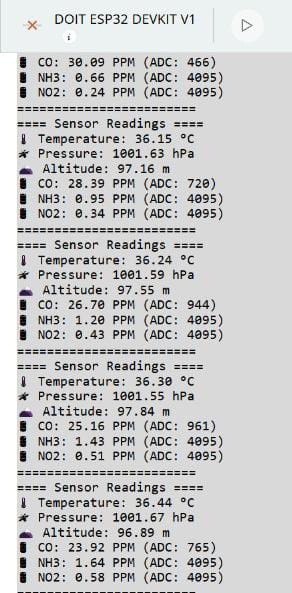 DOIT ESP32 DEVKIT V1
CO: 30.09 PPM (ADC: 466)
NH3: 0.66 PPM (ADC: 4095)
NO2: 0.24 PPM (ADC: 4095)
========================
==== Sensor Readings ====
Temperature: 36.15 °C
Pressure: 1001.63 hPa
Altitude: 97.16 m
CO: 28.39 PPM (ADC: 720)
NH3: 0.95 PPM (ADC: 4095)
NO2: 0.34 PPM (ADC: 4095)
========================
==== Sensor Readings ====
Temperature: 36.24 °C
Pressure: 1001.59 hPa
Altitude: 97.55 m
CO: 26.70 PPM (ADC: 944)
NH3: 1.20 PPM (ADC: 4095)
NO2: 0.43 PPM (ADC: 4095)
========================
==== Sensor Readings ====
Temperature: 36.30 °C
Pressure: 1001.55 hPa
Altitude: 97.84 m
CO: 25.16 PPM (ADC: 961)
NH3: 1.43 PPM (ADC: 4095)
NO2: 0.51 PPM (ADC: 4095)
========================
==== Sensor Readings ====
Temperature: 36.44 °C
Pressure: 1001.67 hPa
Altitude: 96.89 m
CO: 23.92 PPM (ADC: 765)
NH3: 1.64 PPM (ADC: 4095)
NO2: 0.58 PPM (ADC: 4095)
========================